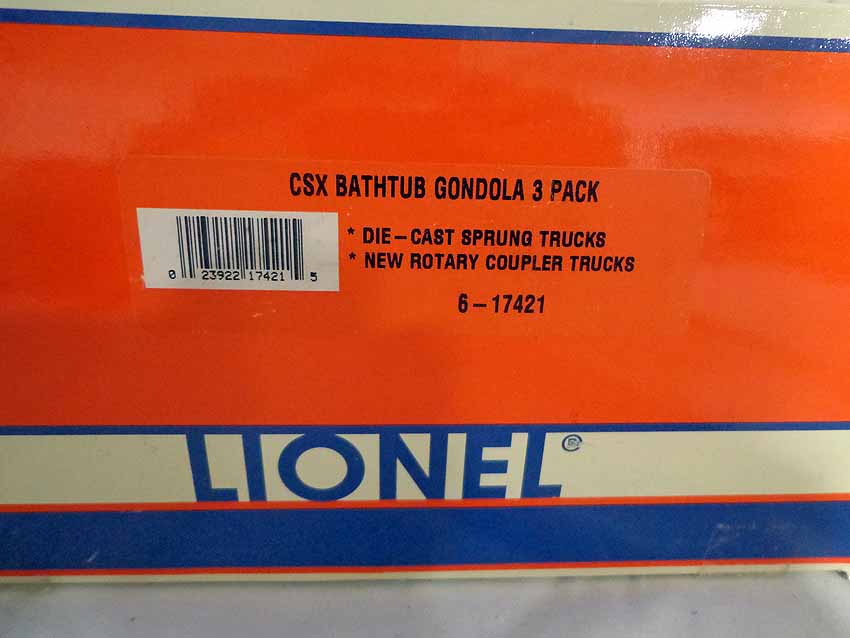 CSX BATHTUB GONDOLA 3 PACK
* DIE-CAST SPRUNG TRUCKS
* NEW ROTARY COUPLER TRUCKS
0 23922 17421 5
6-17421
LIONEL®